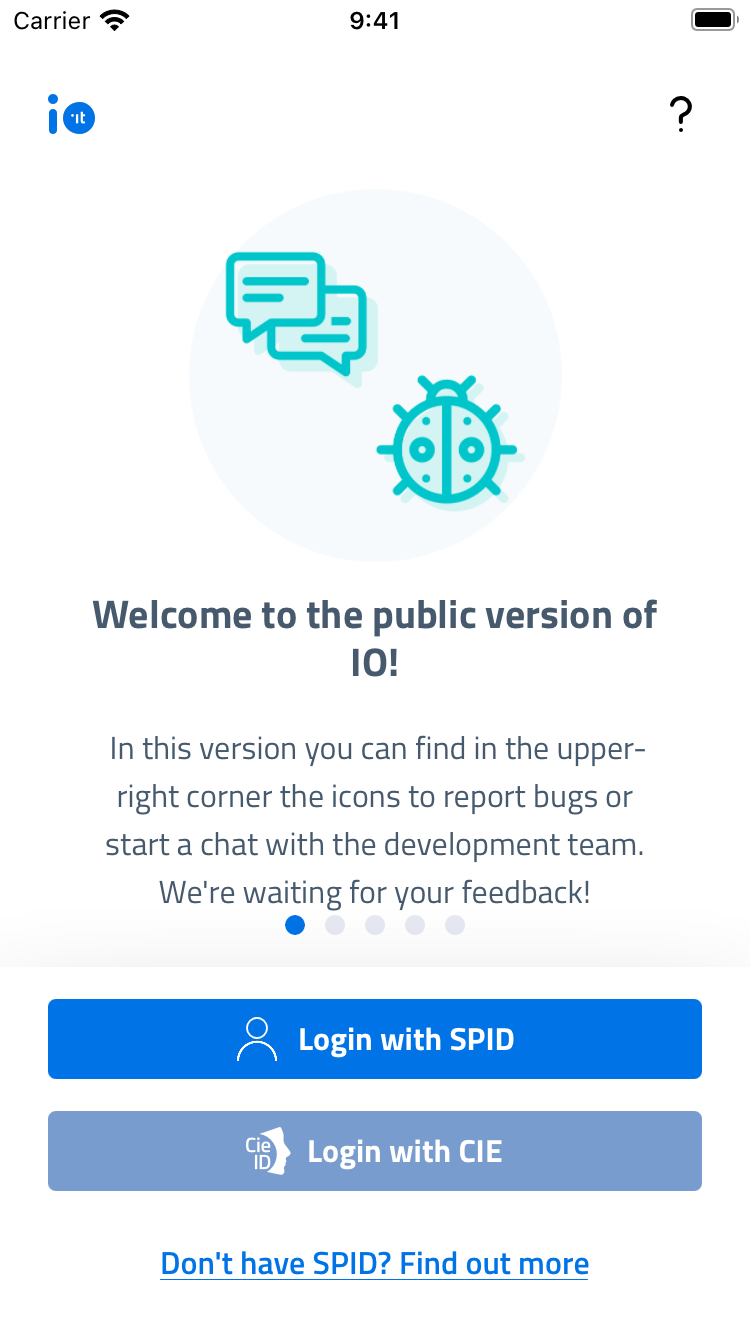 Carrier 9:41
io it
?
Welcome to the public version of
IO!
In this version you can find in the upper-
right corner the icons to report bugs or
start a chat with the development team.
We're waiting for your feedback!
Login with SPID
Cie
ID
Login with CIE
Don't have SPID? Find out more